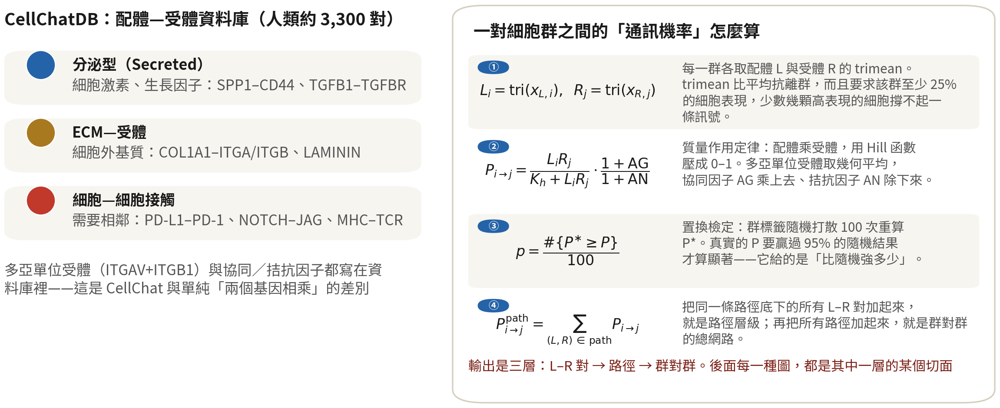 CellChatDB：配體—受體資料庫（人類約 3,300 對）
分泌型（Secreted）
細胞激素、生長因子：SPP1–CD44、TGFB1–TGFBR
ECM—受體
細胞外基質：COL1A1–ITGA/ITGB、LAMININ
細胞—細胞接觸
需要相鄰：PD-L1–PD-1、NOTCH–JAG、MHC–TCR
多亞單位受體（ITGAV+ITGB1）與協同／拮抗因子都寫在資
料庫裡——這是 CellChat 與單純「兩個基因相乘」的差別
一對細胞群之間的「通訊機率」怎麼算
①
L_i = tri(x_{L,i}),  R_j = tri(x_{R,j})
每一群各取配體 L 與受體 R 的 trimean。
trimean 比平均抗離群，而且要求該群至少 25%
的細胞表現，少數幾顆高表現的細胞撐不起一
條訊號。
②
P_{i→j} = \frac{L_i R_j}{K_h + L_i R_j} · \frac{1 + AG}{1 + AN}
質量作用定律：配體乘受體，用 Hill 函數
壓成 0–1。多亞單位受體取幾何平均，
協同因子 AG 乘上去、拮抗因子 AN 除下來。
③
p = \frac{#{P* ≥ P}}{100}
置換檢定：群標籤隨機打散 100 次重算
P*。真實的 P 要贏過 95% 的隨機結果
才算顯著——它給的是「比隨機強多少」。
④
P^{path}_{i→j} = ∑_{(L,R) ∈ path} P_{i→j}
把同一條路徑底下的所有 L–R 對加起來，
就是路徑層級；再把所有路徑加起來，就是群對群
的總網路。
輸出是三層：L–R 對 → 路徑 → 群對群。後面每一種圖，都是其中一層的某個切面